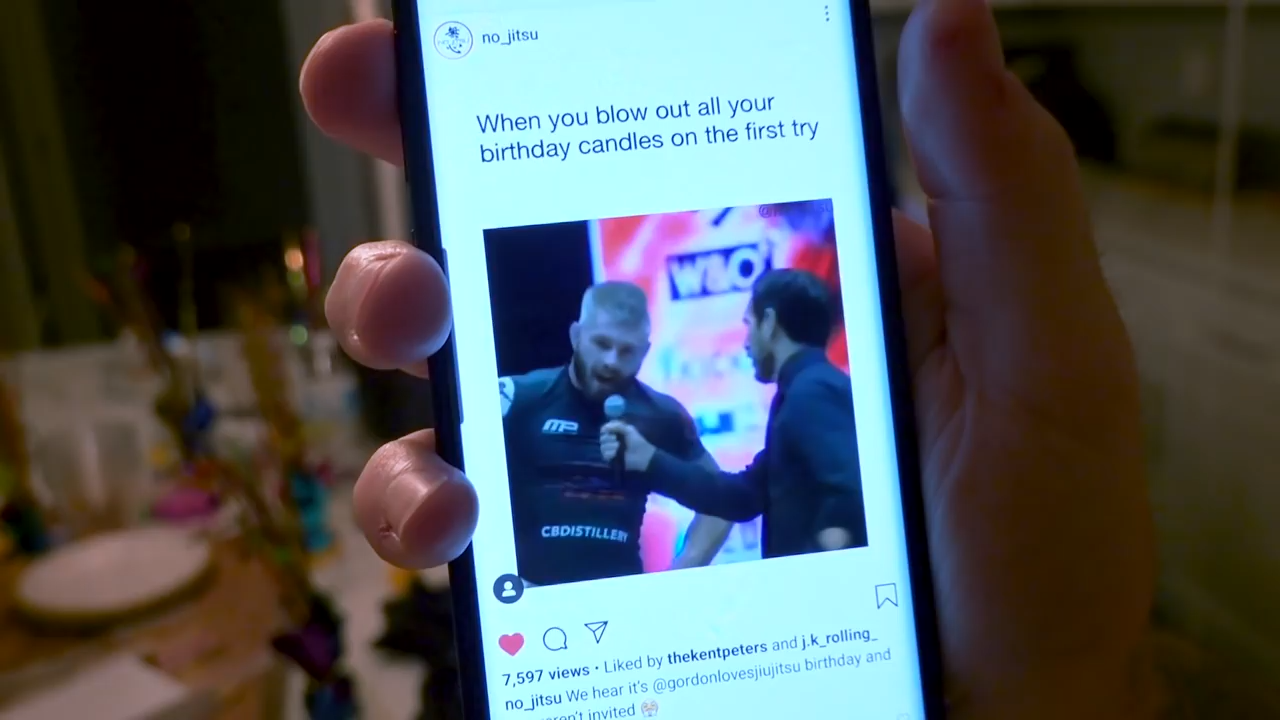 no_jitsu
When you blow out all your
birthday candles on the first try
W&O
MP
CBDISTILLERY
7,597 views · Liked by thekentpeters and j.k_rolling_
no_jitsu We hear it's @gordonlovesjiujitsu birthday and
invited